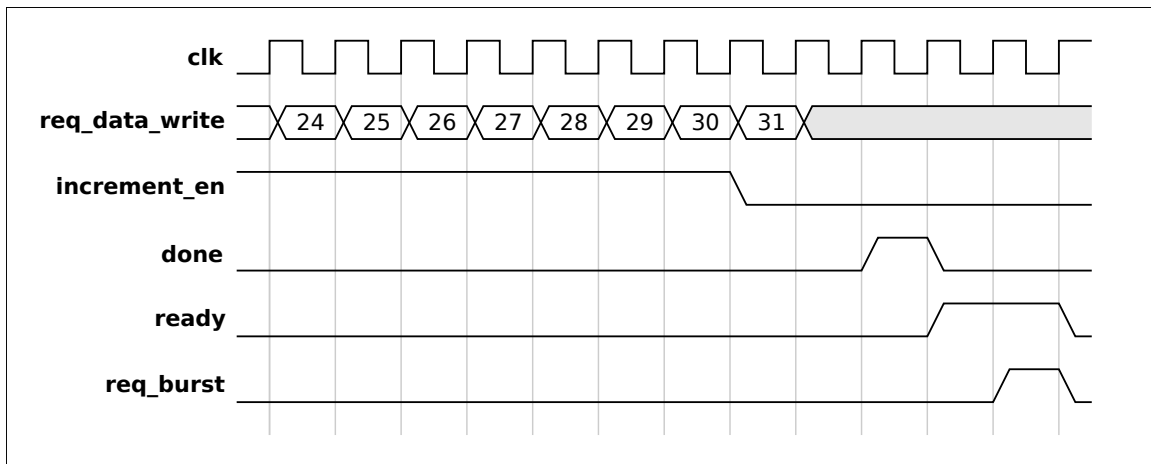 clk
req_data_write 24 25 26 27 28 29 30 31
increment_en
done
ready
req_burst